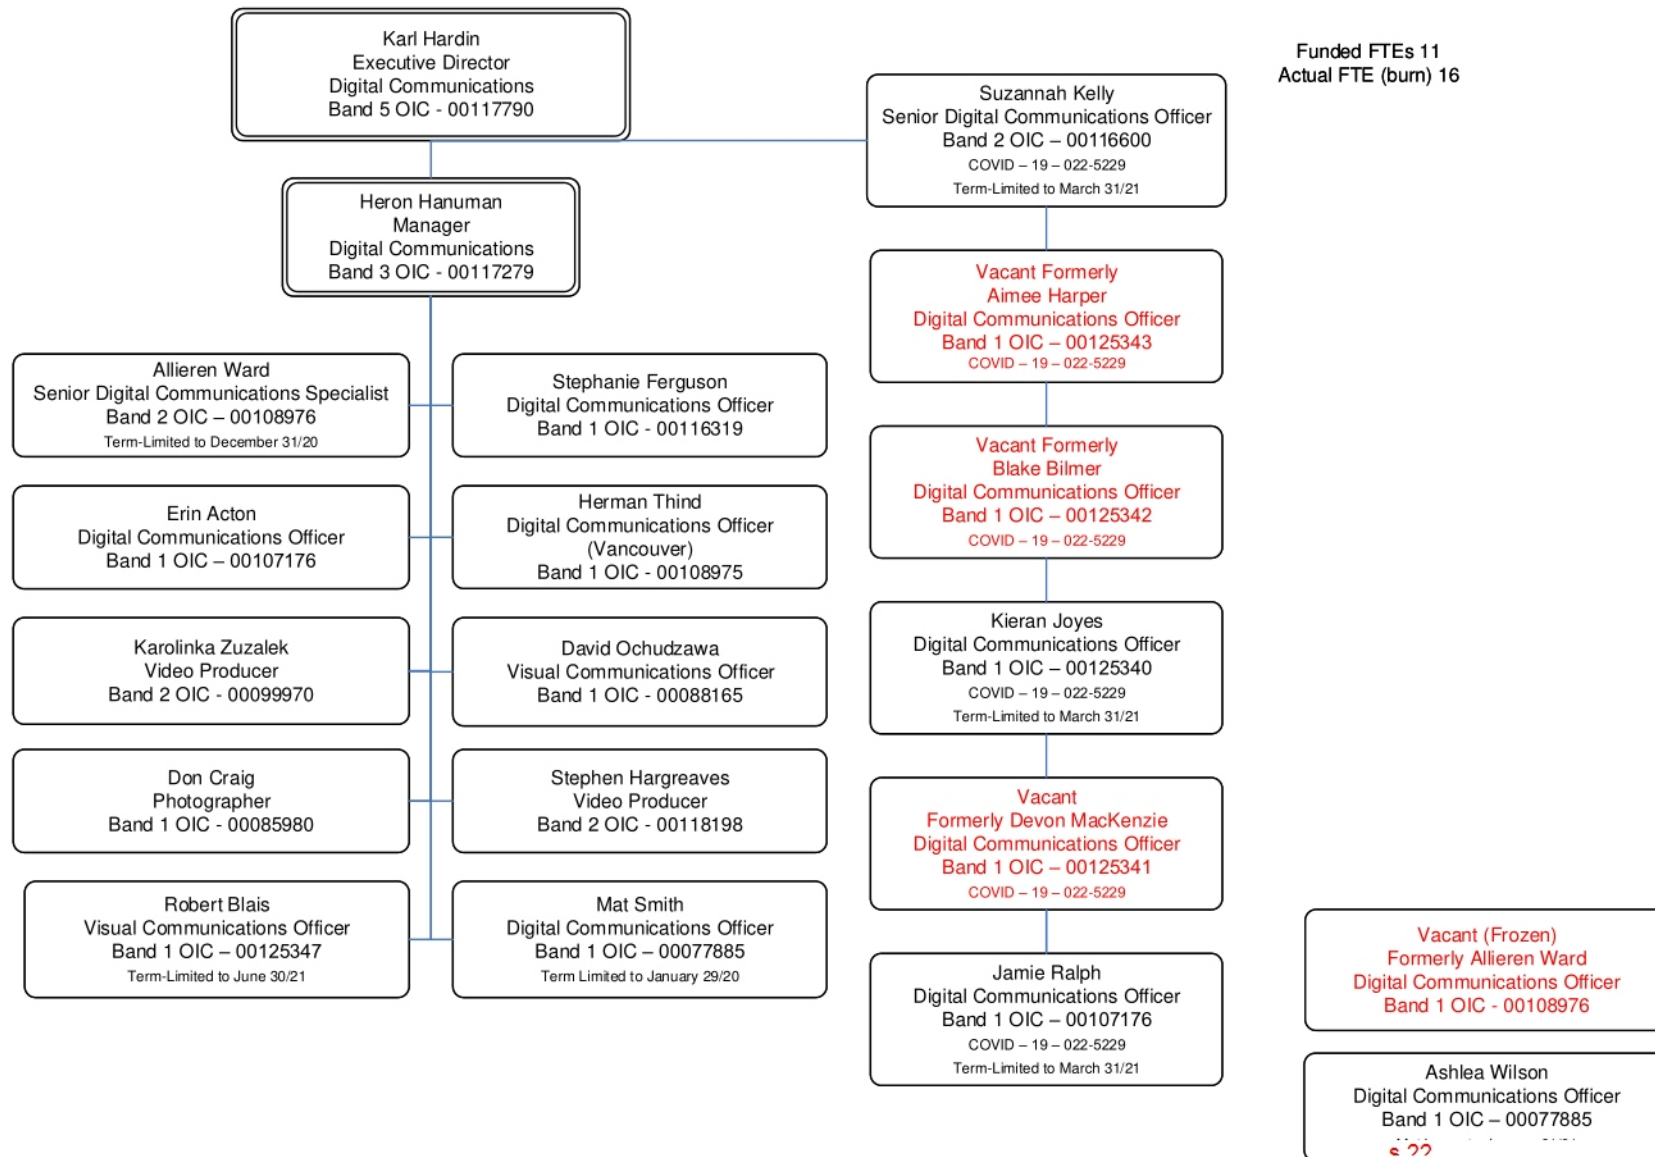 Karl Hardin
Executive Director
Digital Communications
Band 5 OIC - 00117790
Funded FTEs 11
Actual FTE (burn) 16
Heron Hanuman
Manager
Digital Communications
Band 3 OIC - 00117279
Allieren Ward
Senior Digital Communications Specialist
Band 2 OIC – 00108976
Term-Limited to December 31/20
Stephanie Ferguson
Digital Communications Officer
Band 1 OIC - 00116319
Erin Acton
Digital Communications Officer
Band 1 OIC – 00107176
Herman Thind
Digital Communications Officer
(Vancouver)
Band 1 OIC - 00108975
Karolinka Zuzalek
Video Producer
Band 2 OIC - 00099970
David Ochudzawa
Visual Communications Officer
Band 1 OIC - 00088165
Don Craig
Photographer
Band 1 OIC - 00085980
Stephen Hargreaves
Video Producer
Band 2 OIC - 00118198
Robert Blais
Visual Communications Officer
Band 1 OIC – 00125347
Term-Limited to June 30/21
Mat Smith
Digital Communications Officer
Band 1 OIC – 00077885
Term Limited to January 29/20
Suzannah Kelly
Senior Digital Communications Officer
Band 2 OIC – 00116600
COVID – 19 – 022-5229
Term-Limited to March 31/21
Vacant Formerly
Aimee Harper
Digital Communications Officer
Band 1 OIC – 00125343
COVID – 19 – 022-5229
Vacant Formerly
Blake Bilmer
Digital Communications Officer
Band 1 OIC – 00125342
COVID – 19 – 022-5229
Kieran Joyes
Digital Communications Officer
Band 1 OIC – 00125340
COVID – 19 – 022-5229
Term-Limited to March 31/21
Vacant
Formerly Devon MacKenzie
Digital Communications Officer
Band 1 OIC – 00125341
COVID – 19 – 022-5229
Jamie Ralph
Digital Communications Officer
Band 1 OIC – 00107176
COVID – 19 – 022-5229
Term-Limited to March 31/21
Vacant (Frozen)
Formerly Allieren Ward
Digital Communications Officer
Band 1 OIC - 00108976
Ashlea Wilson
Digital Communications Officer
Band 1 OIC – 00077885
s.22